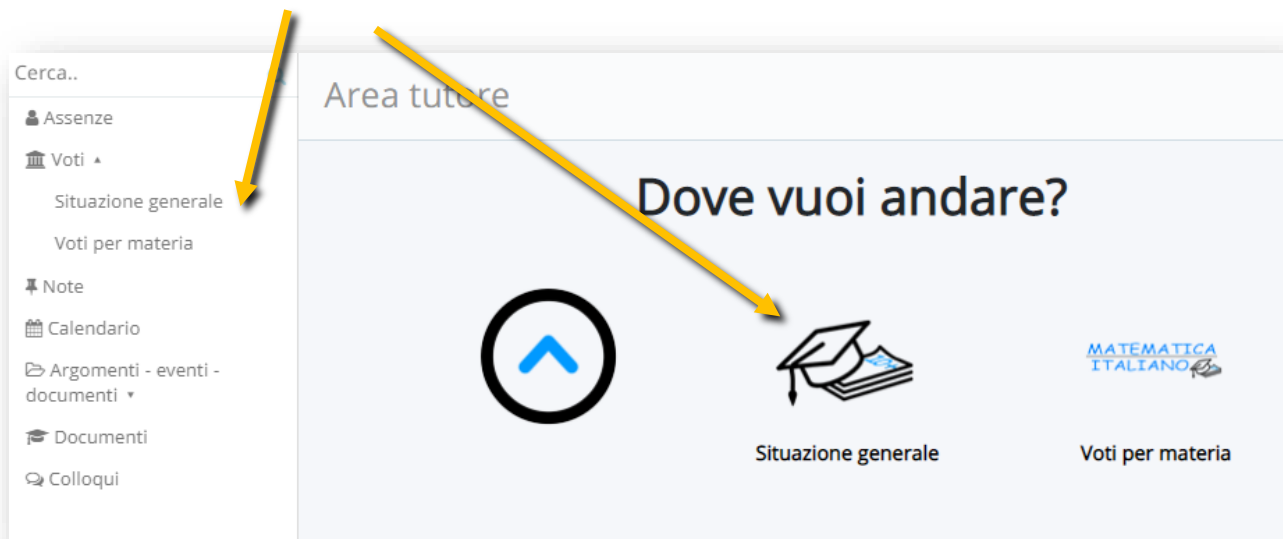 Cerca..
Assenze
Voti
Situazione generale
Voti per materia
Note
Calendario
Argomenti - eventi -
documenti
Documenti
Colloqui
Area tutore
Dove vuoi andare?
MATEMATICA
ITALIANO
Situazione generale
Voti per materia